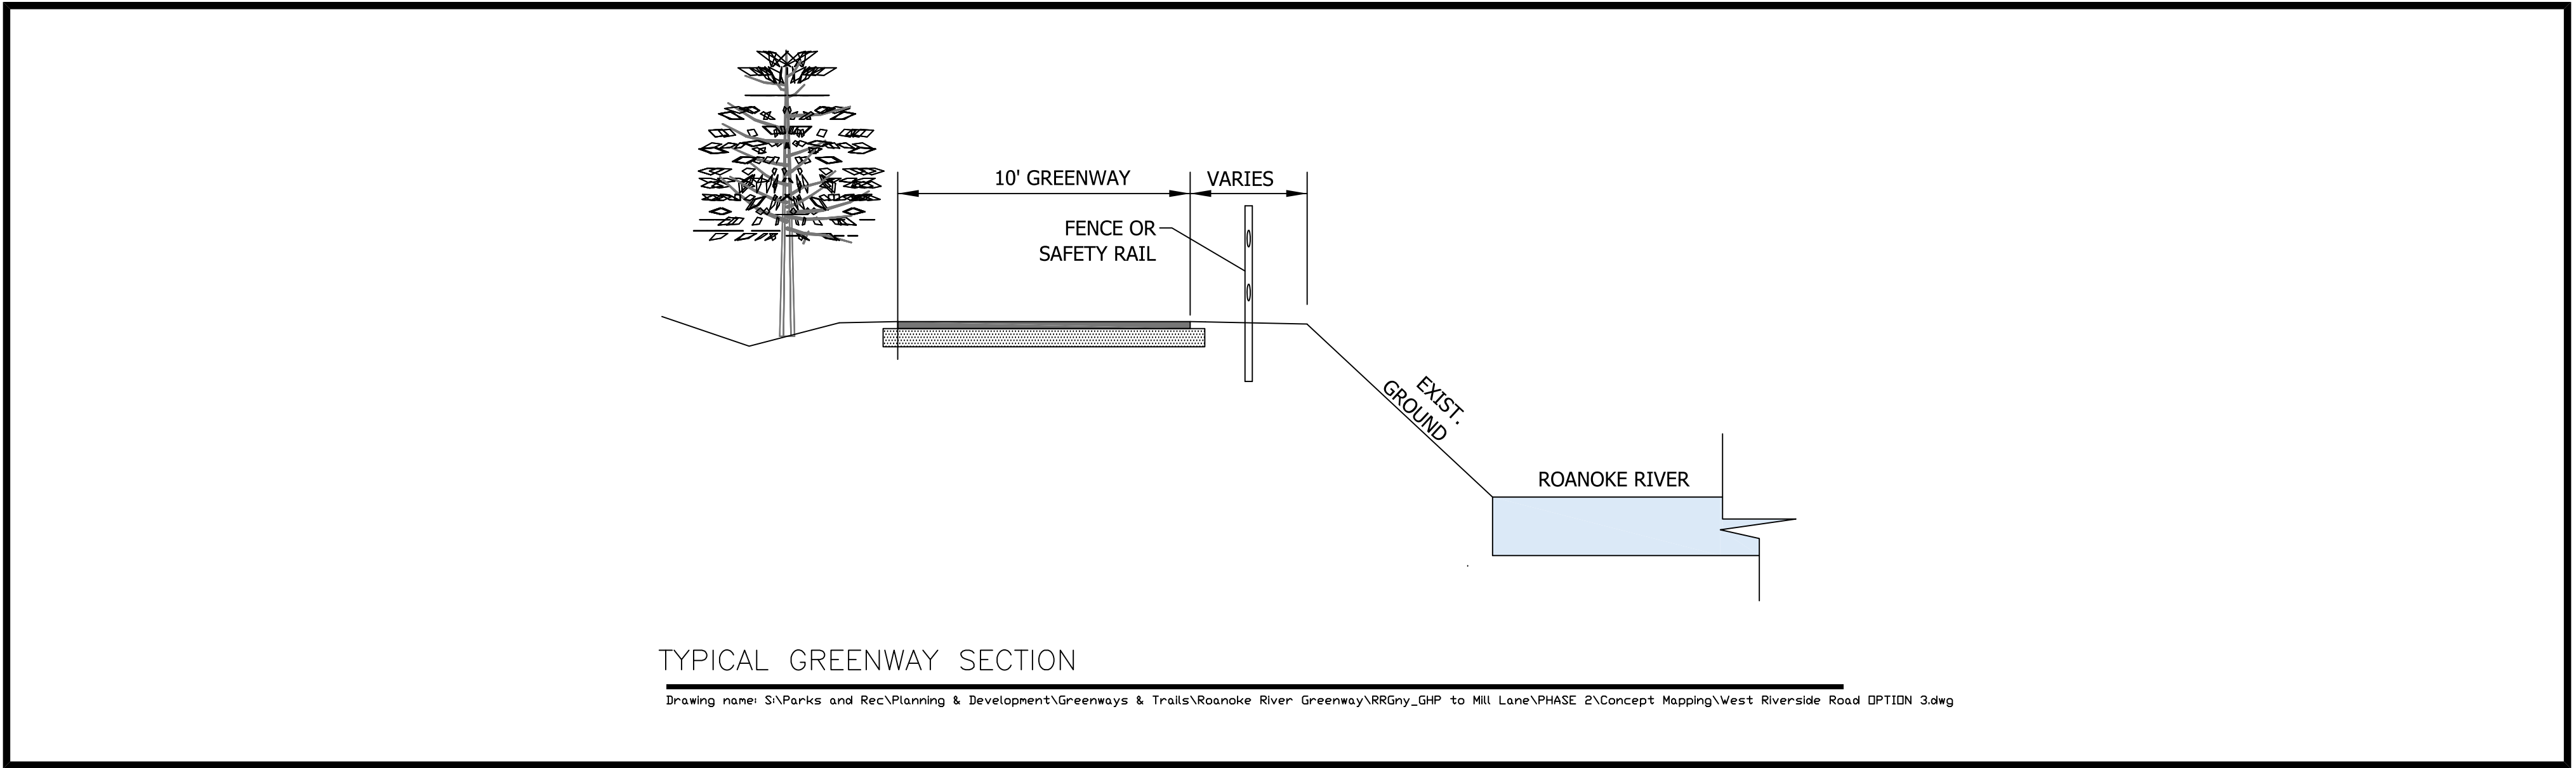 10' GREENWAY
VARIES
FENCE OR
SAFETY RAIL
EXIST.
GROUND
ROANOKE RIVER
TYPICAL GREENWAY SECTION
Drawing name: S:\Parks and Rec\Planning & Development\Greenways & Trails\Roanoke River Greenway\RRGny_GHP to Mill Lane\PHASE 2\Concept Mapping\West Riverside Road OPTION 3.dwg